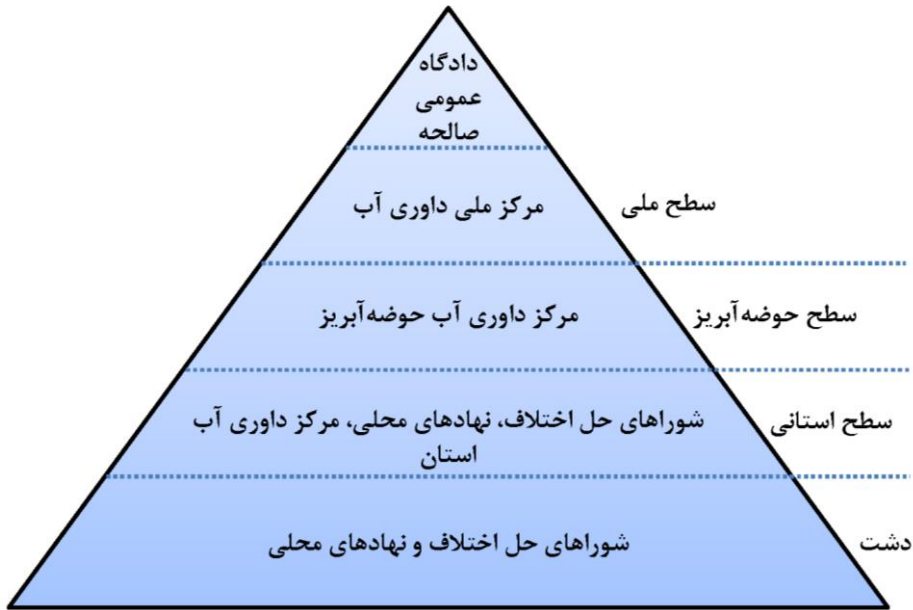 دادگاه
عمومی
صالحه
مرکز ملی داوری آب
سطح ملی
مرکز داوری آب حوضه‌آبریز
سطح حوضه‌آبریز
شوراهای حل اختلاف، نهادهای محلی، مرکز داوری آب
استان
سطح استانی
شوراهای حل اختلاف و نهادهای محلی
دشت